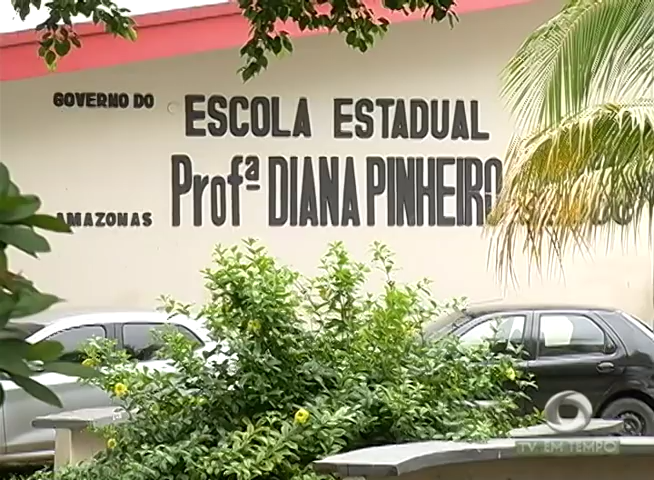 GOVERNO DO
AMAZONAS
ESCOLA ESTADUAL
Profª DIANA PINHEIRO
TV EM TEMPO